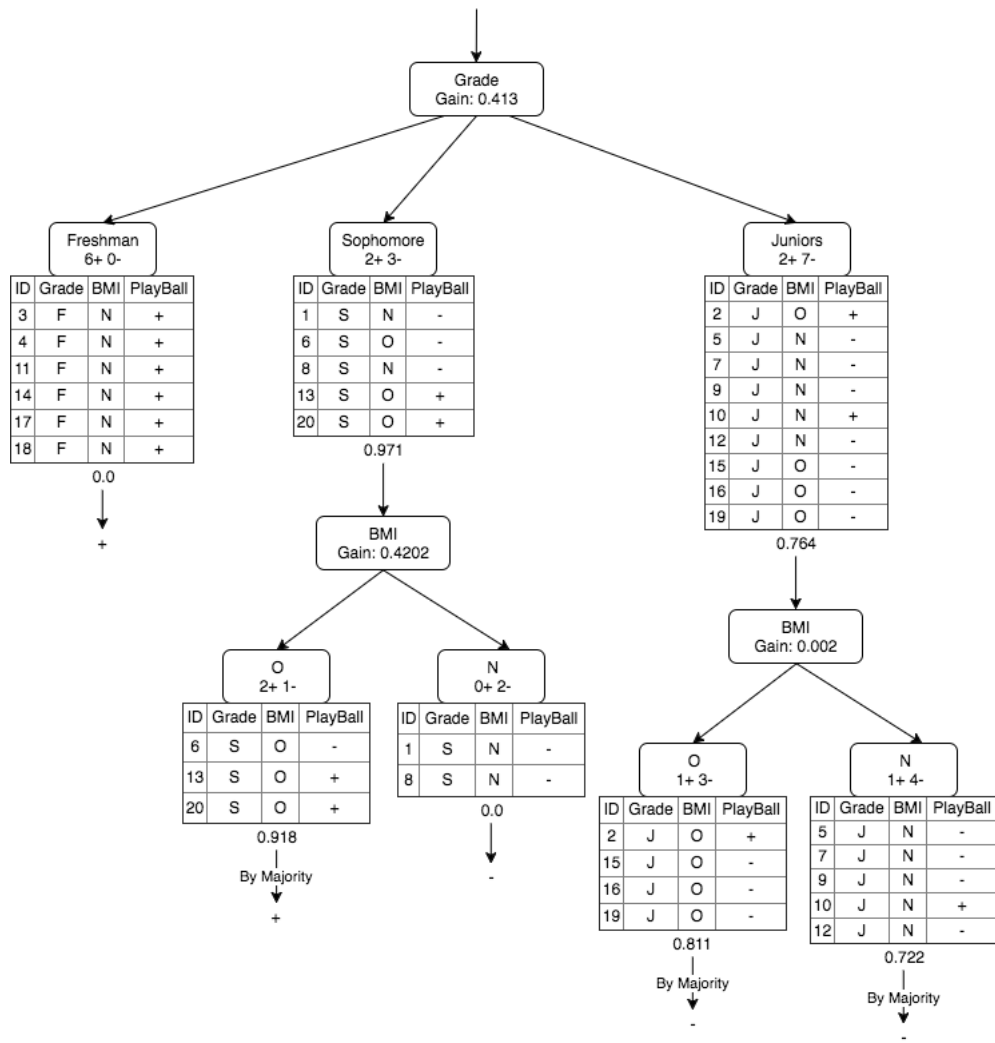 Grade
Gain: 0.413
Freshman
6+ 0-
ID Grade BMI PlayBall
3 F N +
4 F N +
11 F N +
14 F N +
17 F N +
18 F N +
0.0
+
Sophomore
2+ 3-
ID Grade BMI PlayBall
1 S N -
6 S O -
8 S N -
13 S O +
20 S O +
0.971
BMI
Gain: 0.4202
O
2+ 1-
ID Grade BMI PlayBall
6 S O -
13 S O +
20 S O +
0.918
By Majority
+
N
0+ 2-
ID Grade BMI PlayBall
1 S N -
8 S N -
0.0
-
Juniors
2+ 7-
ID Grade BMI PlayBall
2 J O +
5 J N -
7 J N -
9 J N -
10 J N +
12 J N -
15 J O -
16 J O -
19 J O -
0.764
BMI
Gain: 0.002
O
1+ 3-
ID Grade BMI PlayBall
2 J O +
15 J O -
16 J O -
19 J O -
0.811
By Majority
-
N
1+ 4-
ID Grade BMI PlayBall
5 J N -
7 J N -
9 J N -
10 J N +
12 J N -
0.722
By Majority
-